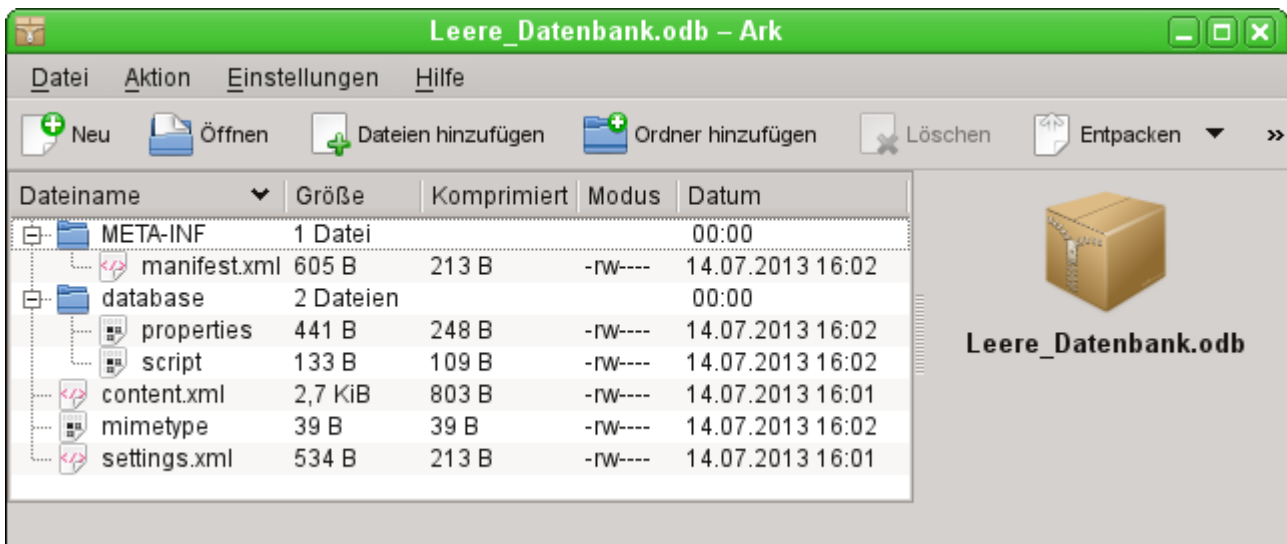 Leere_Datenbank.odb – Ark
Datei Aktion Einstellungen Hilfe
Neu Öffnen Dateien hinzufügen Ordner hinzufügen Löschen Entpacken »
Dateiname Größe Komprimiert Modus Datum
META-INF 1 Datei 00:00
manifest.xml 605 B 213 B -rw---- 14.07.2013 16:02
database 2 Dateien 00:00
properties 441 B 248 B -rw---- 14.07.2013 16:02
script 133 B 109 B -rw---- 14.07.2013 16:02
content.xml 2,7 KiB 803 B -rw---- 14.07.2013 16:01
mimetype 39 B 39 B -rw---- 14.07.2013 16:02
settings.xml 534 B 213 B -rw---- 14.07.2013 16:01
Leere_Datenbank.odb